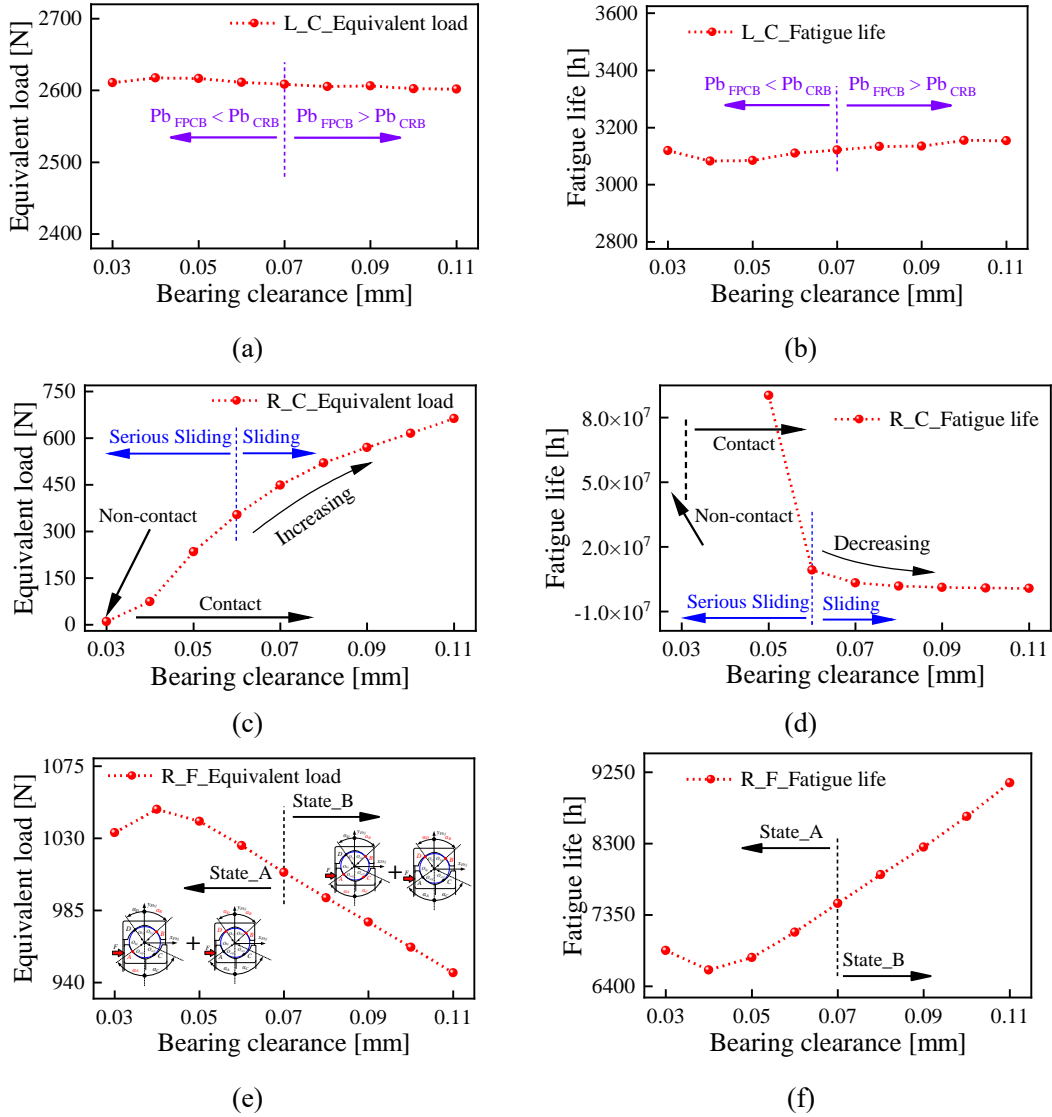 Equivalent load [N]
2700
2600
2500
2400
L_C_Equivalent load
Pb FPCB < Pb CRB
Pb FPCB > Pb CRB
0.03 0.05 0.07 0.09 0.11
Bearing clearance [mm]
(a)
Fatigue life [h]
3600
3400
3200
3000
2800
L_C_Fatigue life
Pb FPCB < Pb CRB
Pb FPCB > Pb CRB
0.03 0.05 0.07 0.09 0.11
Bearing clearance [mm]
(b)
Equivalent load [N]
750
600
450
300
150
0
R_C_Equivalent load
Serious Sliding
Sliding
Non-contact
Increasing
Contact
0.03 0.05 0.07 0.09 0.11
Bearing clearance [mm]
(c)
Fatigue life [h]
8.0×10⁷
5.0×10⁷
2.0×10⁷
-1.0×10⁷
R_C_Fatigue life
Contact
Non-contact
Decreasing
Serious Sliding
Sliding
0.03 0.05 0.07 0.09 0.11
Bearing clearance [mm]
(d)
Equivalent load [N]
1075
1030
985
940
R_F_Equivalent load
State_B
State_A
+
+
0.03 0.05 0.07 0.09 0.11
Bearing clearance [mm]
(e)
Fatigue life [h]
9250
8300
7350
6400
R_F_Fatigue life
State_A
State_B
0.03 0.05 0.07 0.09 0.11
Bearing clearance [mm]
(f)